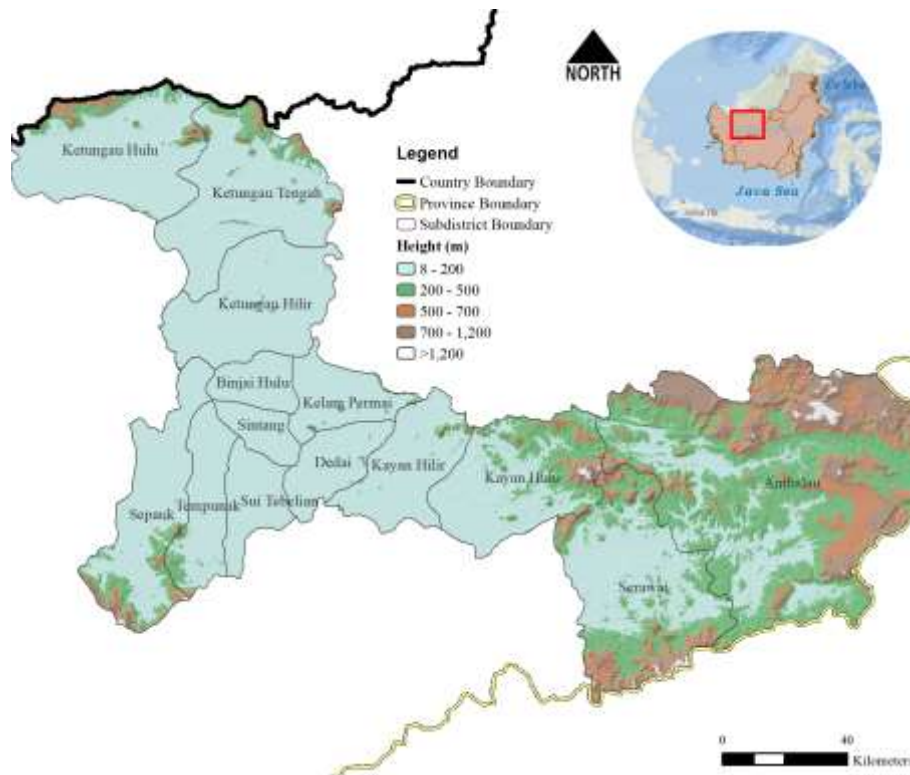 NORTH
Java Sea
Legend
Country Boundary
Province Boundary
Subdistrict Boundary
Height (m)
8 - 200
200 - 500
500 - 700
700 - 1,200
>1,200
Ketungau Hulu
Ketungau Tengah
Ketungau Hilir
Binjai Hulu
Kelang Permai
Sintang
Dedai
Kayan Hilir
Kayan Hulu
Ambalau
Sepauk
Tempunak
Sui Tebelian
Serawai
0 40
Kilometers